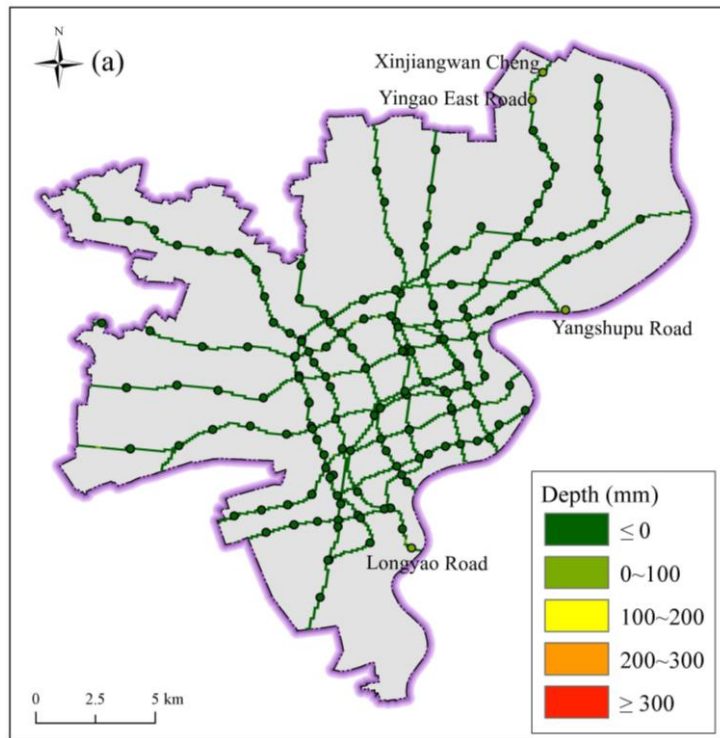 N
(a)
Xinjiangwan Cheng
Yingao East Road
Yangshupu Road
Longyao Road
Depth (mm)
≤ 0
0~100
100~200
200~300
≥ 300
0 2.5 5 km